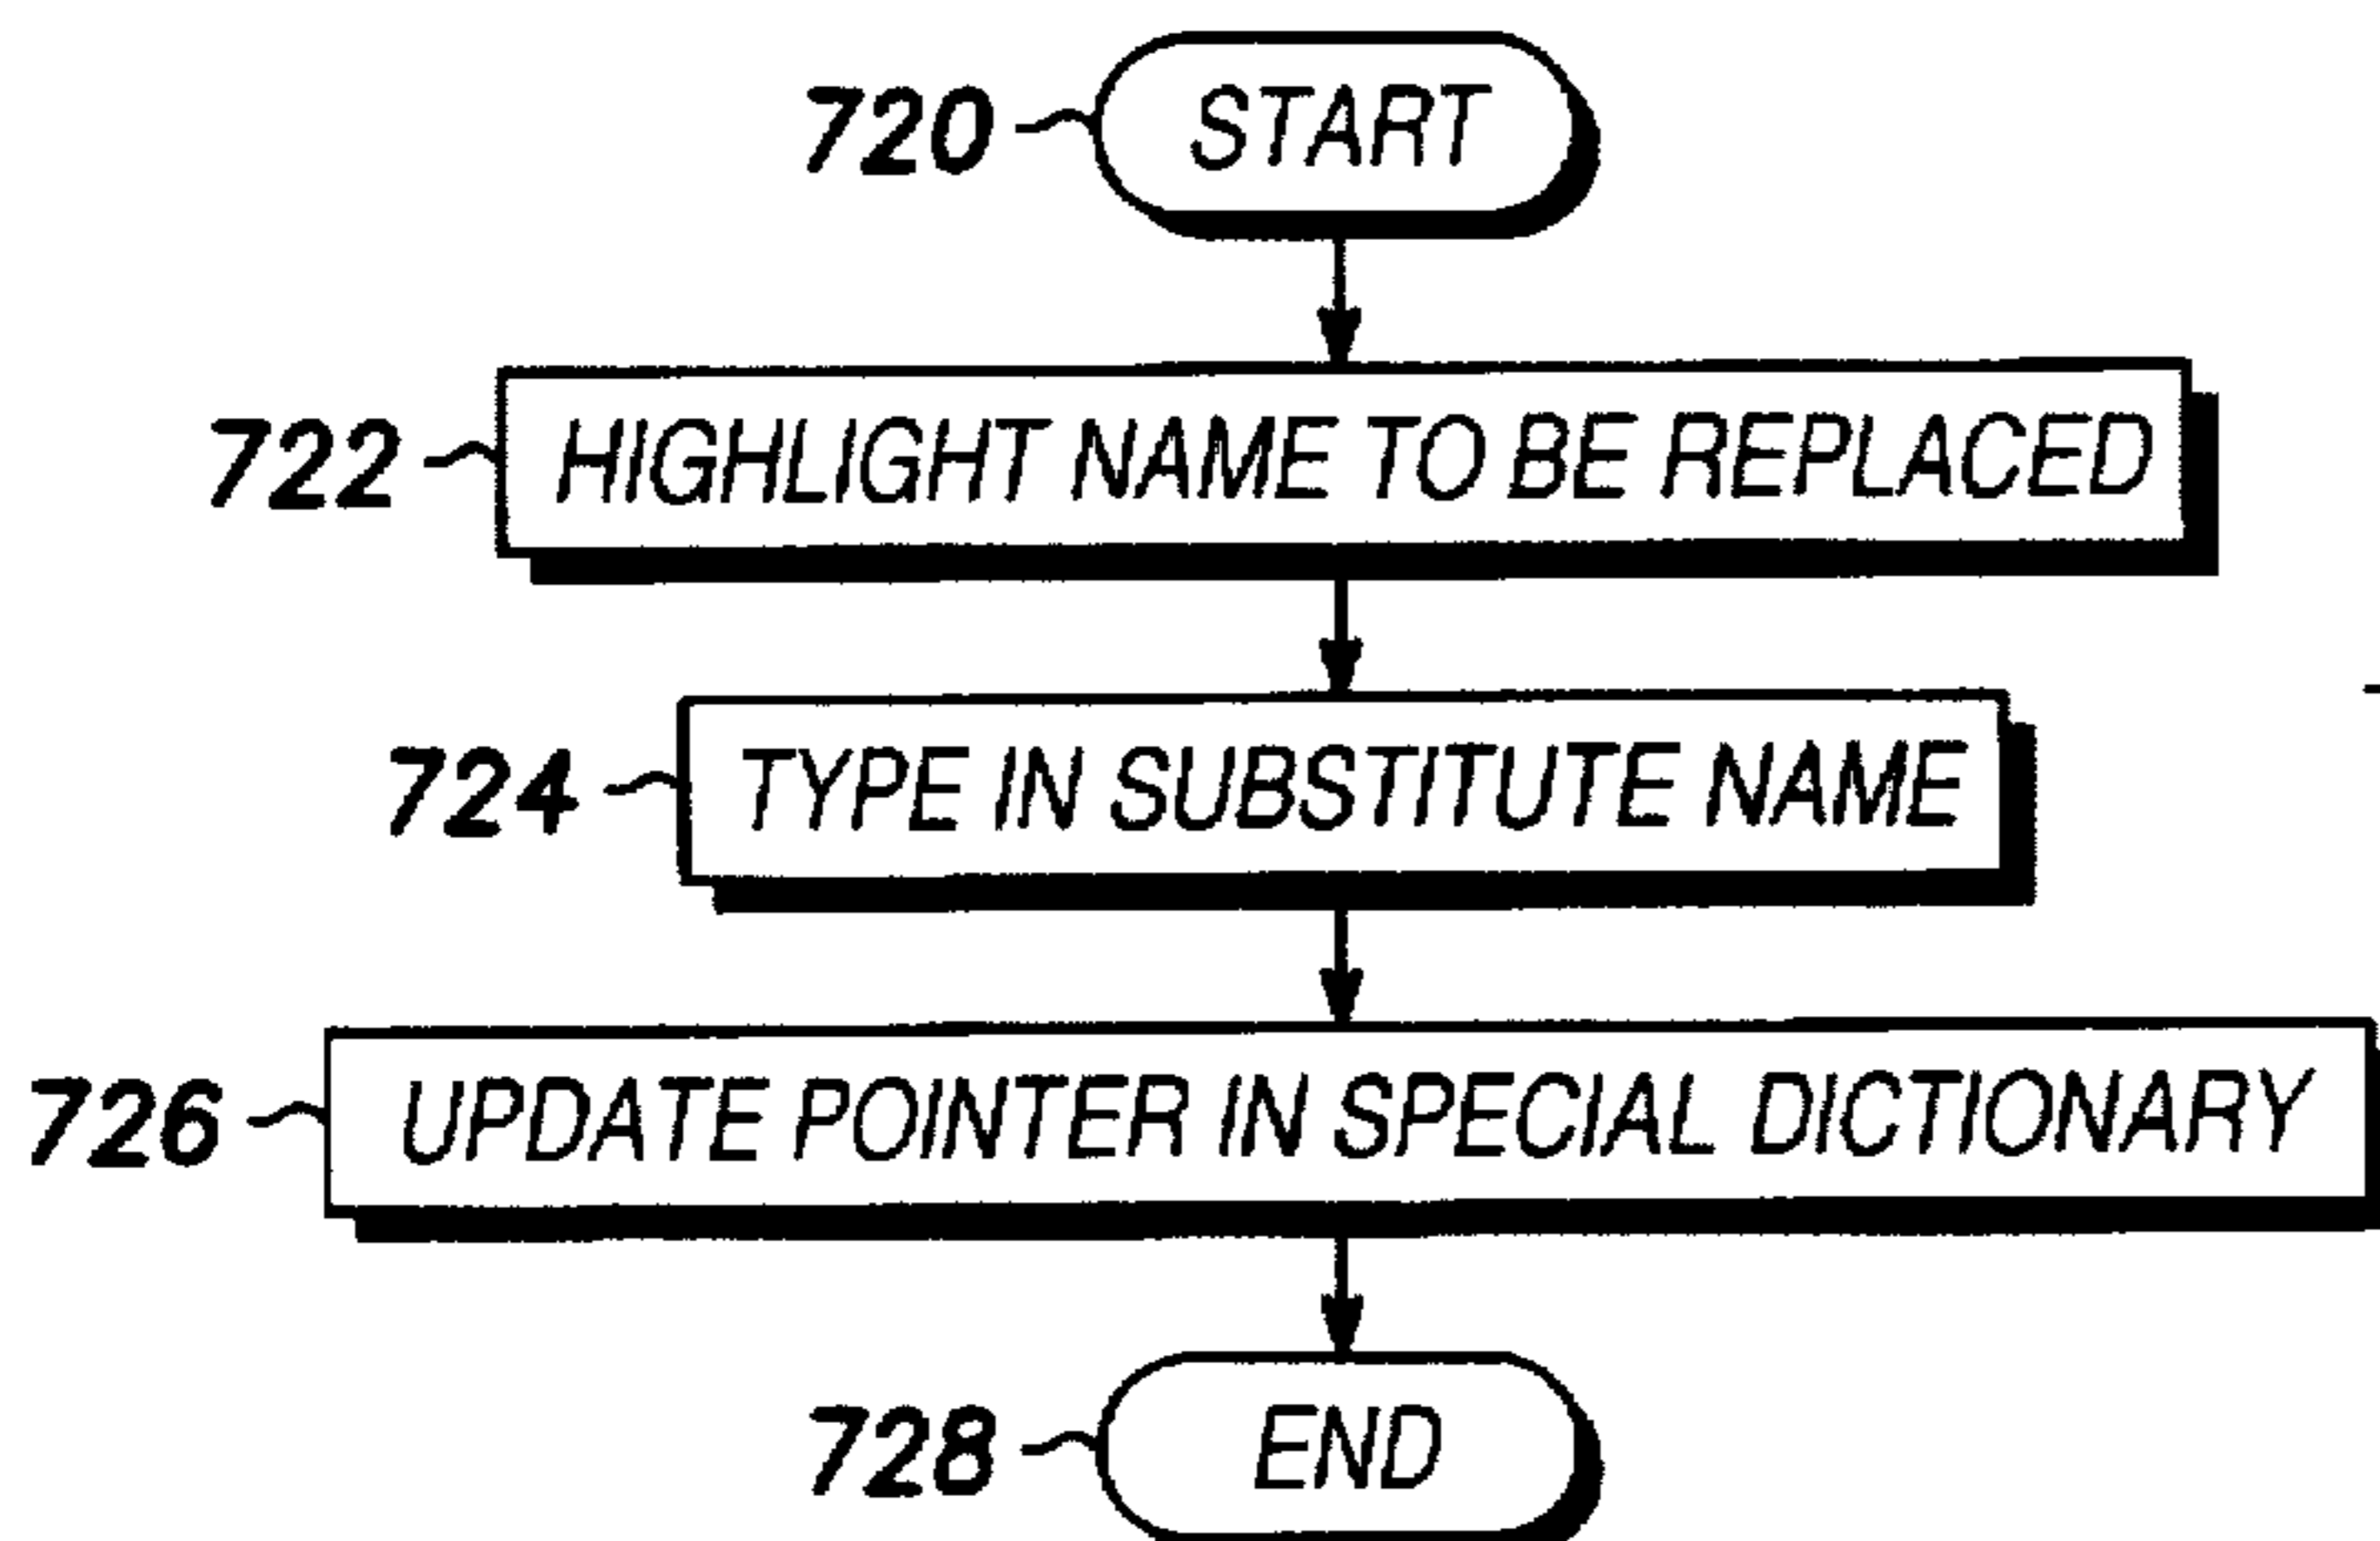 720 START
722 HIGHLIGHT NAME TO BE REPLACED
724 TYPE IN SUBSTITUTE NAME
726 UPDATE POINTER IN SPECIAL DICTIONARY
728 END